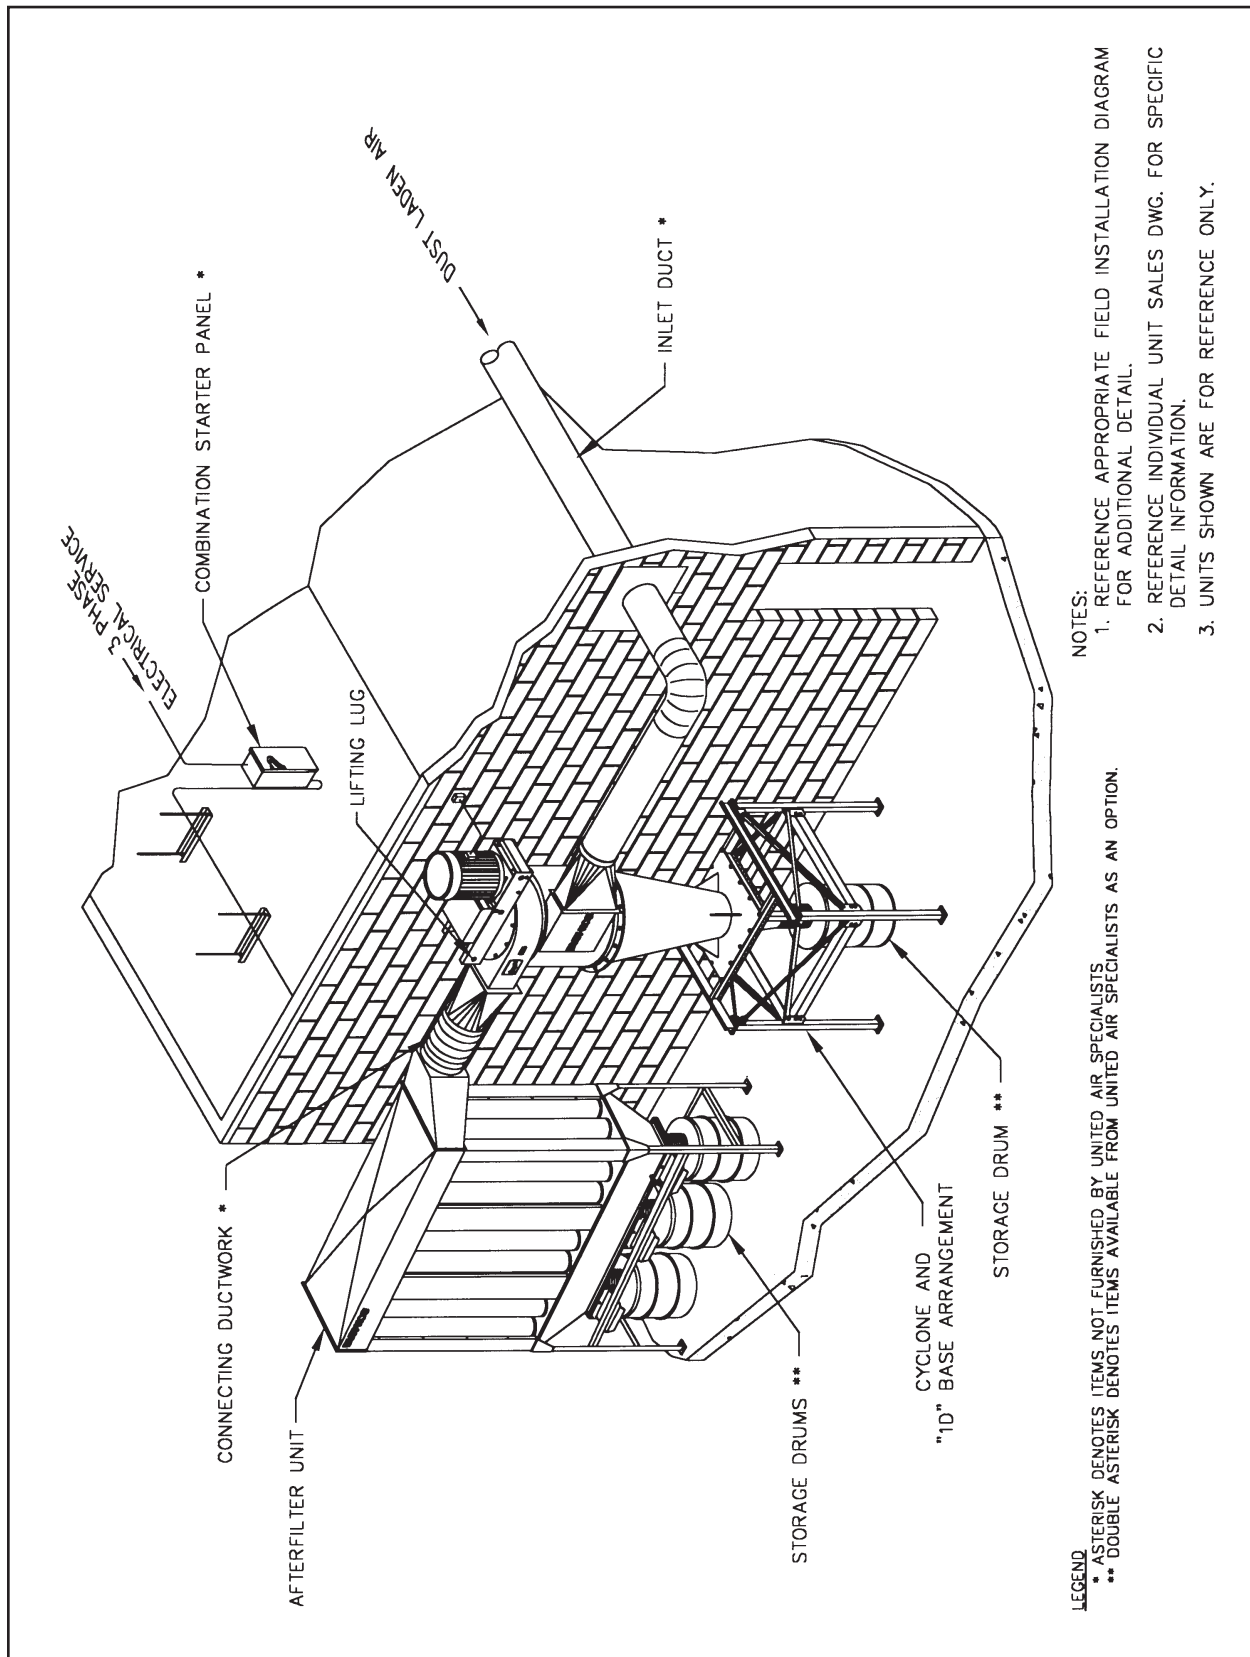 3 PHASE
ELECTRICAL SERVICE
COMBINATION STARTER PANEL *
LIFTING LUG
DUST LADEN AIR
INLET DUCT *
CONNECTING DUCTWORK *
AFTERFILTER UNIT
STORAGE DRUMS **
CYCLONE AND
"1D" BASE ARRANGEMENT
STORAGE DRUM **
NOTES:
1. REFERENCE APPROPRIATE FIELD INSTALLATION DIAGRAM
FOR ADDITIONAL DETAIL.
2. REFERENCE INDIVIDUAL UNIT SALES DWG. FOR SPECIFIC
DETAIL INFORMATION.
3. UNITS SHOWN ARE FOR REFERENCE ONLY.
LEGEND
* ASTERISK DENOTES ITEMS NOT FURNISHED BY UNITED AIR SPECIALISTS
** DOUBLE ASTERISK DENOTES ITEMS AVAILABLE FROM UNITED AIR SPECIALISTS AS AN OPTION.